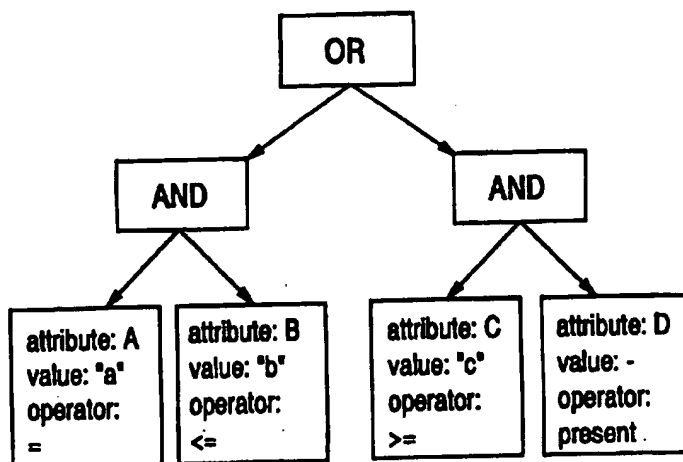 OR
AND
AND
attribute: A
value: "a"
operator:
=
attribute: B
value: "b"
operator:
<=
attribute: C
value: "c"
operator:
>=
attribute: D
value: -
operator:
present